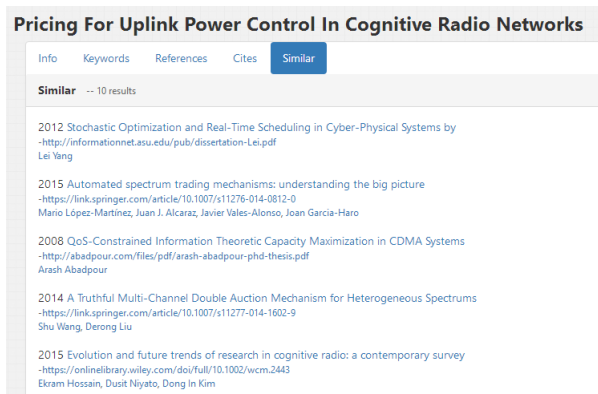 Pricing For Uplink Power Control In Cognitive Radio Networks
Info Keywords References Cites Similar
Similar -- 10 results
2012 Stochastic Optimization and Real-Time Scheduling in Cyber-Physical Systems by
-http://informationnet.asu.edu/pub/dissertation-Lei.pdf
Lei Yang
2015 Automated spectrum trading mechanisms: understanding the big picture
-https://link.springer.com/article/10.1007/s11276-014-0812-0
Mario López-Martínez, Juan J. Alcaraz, Javier Vales-Alonso, Joan Garcia-Haro
2008 QoS-Constrained Information Theoretic Capacity Maximization in CDMA Systems
-http://abadpour.com/files/pdf/arash-abadpour-phd-thesis.pdf
Arash Abadpour
2014 A Truthful Multi-Channel Double Auction Mechanism for Heterogeneous Spectrums
-https://link.springer.com/article/10.1007/s11277-014-1602-9
Shu Wang, Derong Liu
2015 Evolution and future trends of research in cognitive radio: a contemporary survey
-https://onlinelibrary.wiley.com/doi/full/10.1002/wcm.2443
Ekram Hossain, Dusit Niyato, Dong In Kim